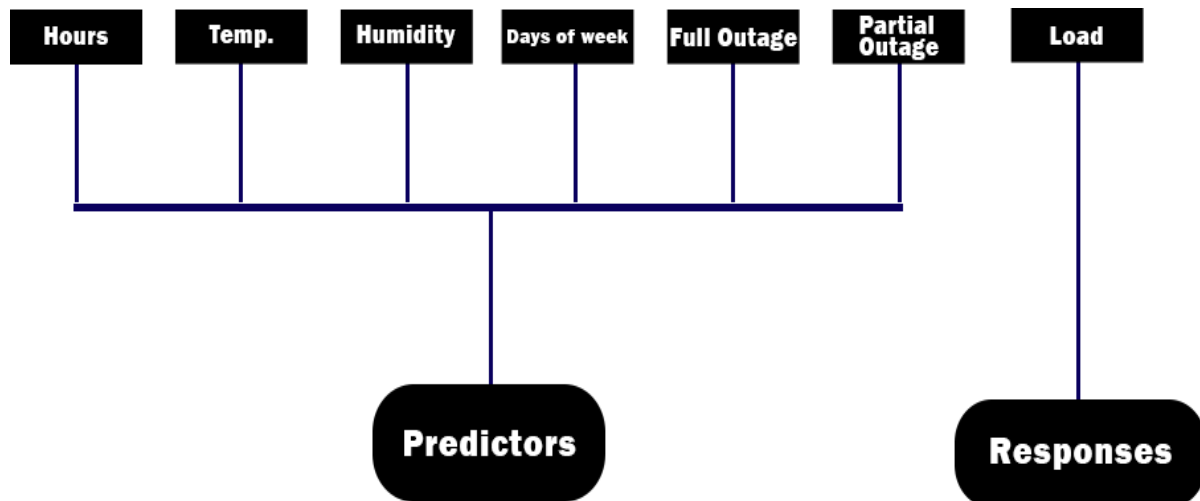 Hours
Temp.
Humidity
Days of week
Full Outage
Partial
Outage
Load
Predictors
Responses